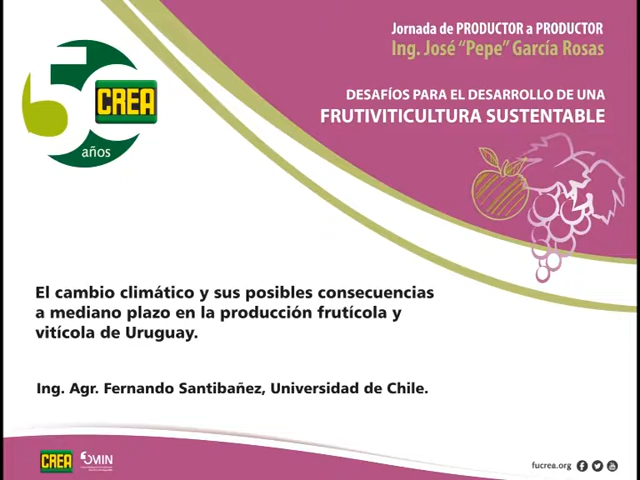 Jornada de PRODUCTOR a PRODUCTOR
Ing. José “Pepe” García Rosas
DESAFÍOS PARA EL DESARROLLO DE UNA
FRUTIVITICULTURA SUSTENTABLE
50
CREA
años
El cambio climático y sus posibles consecuencias
a mediano plazo en la producción frutícola y
vitícola de Uruguay.
Ing. Agr. Fernando Santibañez, Universidad de Chile.
CREA
fucrea.org